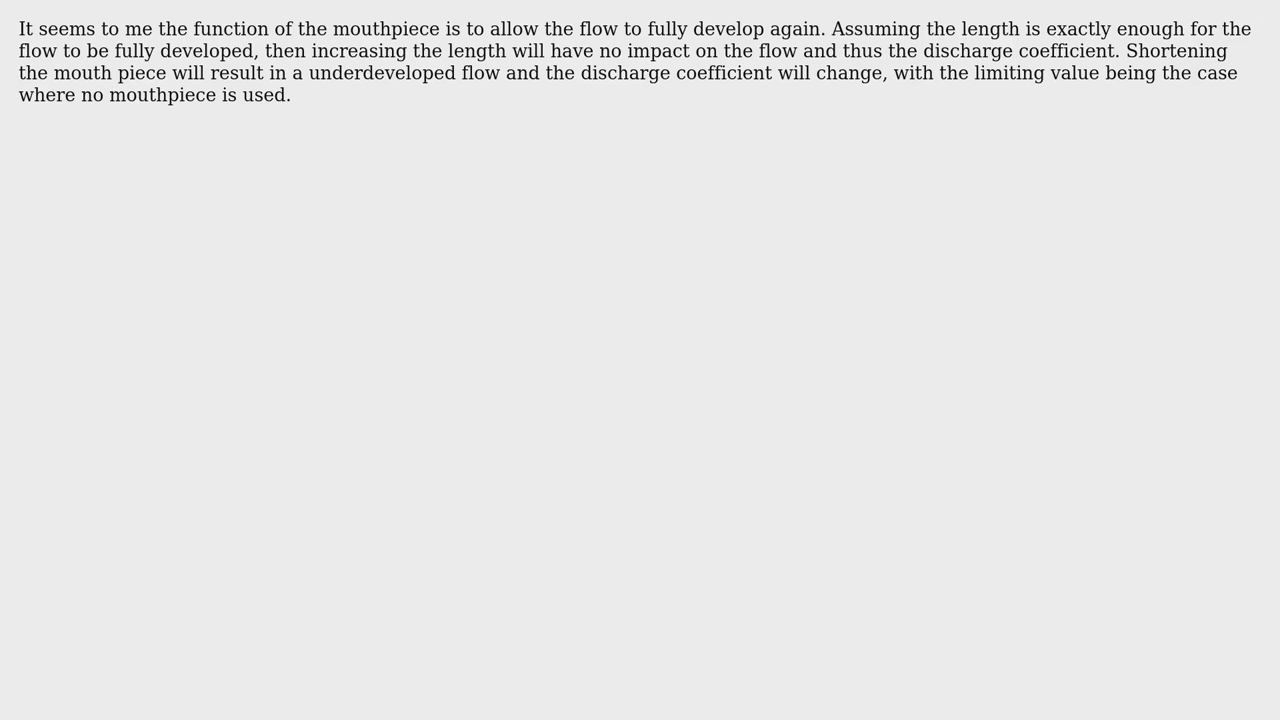 It seems to me the function of the mouthpiece is to allow the flow to fully develop again. Assuming the length is exactly enough for the
flow to be fully developed, then increasing the length will have no impact on the flow and thus the discharge coefficient. Shortening
the mouth piece will result in a underdeveloped flow and the discharge coefficient will change, with the limiting value being the case
where no mouthpiece is used.